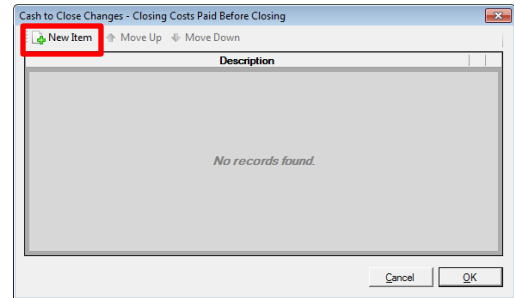 Cash to Close Changes - Closing Costs Paid Before Closing
New Item Move Up Move Down
Description
No records found.
Cancel OK